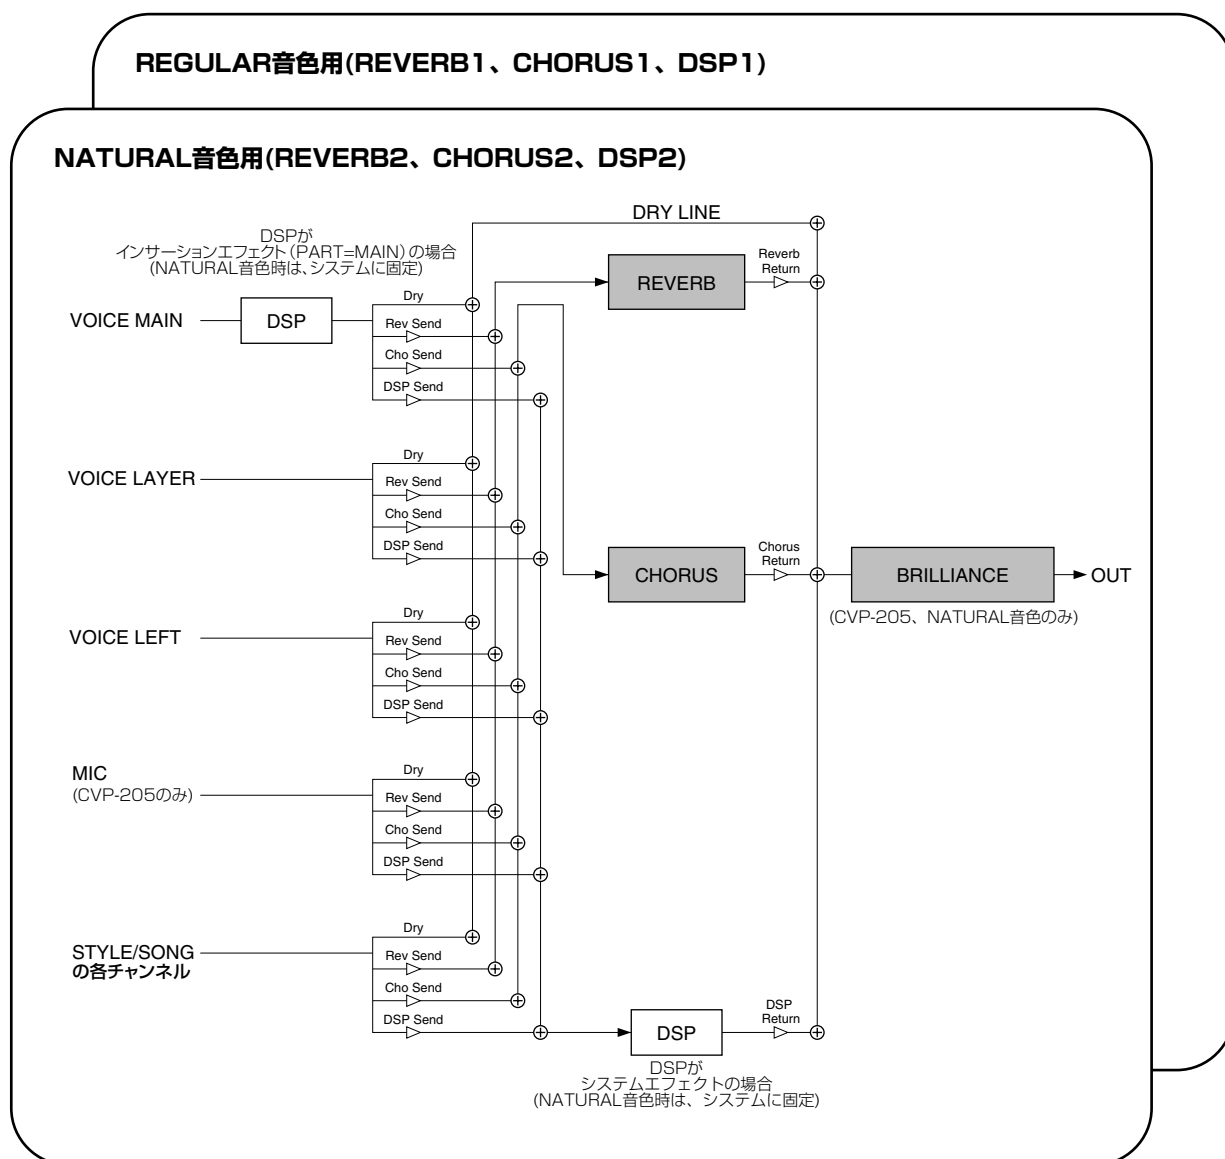 REGULAR音色用(REVERB1、CHORUS1、DSP1)
NATURAL音色用(REVERB2、CHORUS2、DSP2)
DRY LINE
DSPが
インサーションエフェクト(PART=MAIN)の場合
(NATURAL音色時は、システムに固定)
VOICE MAIN
DSP
Dry
Rev Send
Cho Send
DSP Send
REVERB
Reverb
Return
VOICE LAYER
Dry
Rev Send
Cho Send
DSP Send
CHORUS
Chorus
Return
BRILLIANCE
OUT
(CVP-205、NATURAL音色のみ)
VOICE LEFT
Dry
Rev Send
Cho Send
DSP Send
MIC
(CVP-205のみ)
Dry
Rev Send
Cho Send
DSP Send
STYLE/SONG
の各チャンネル
Dry
Rev Send
Cho Send
DSP Send
DSP
DSP
Return
DSPが
システムエフェクトの場合
(NATURAL音色時は、システムに固定)